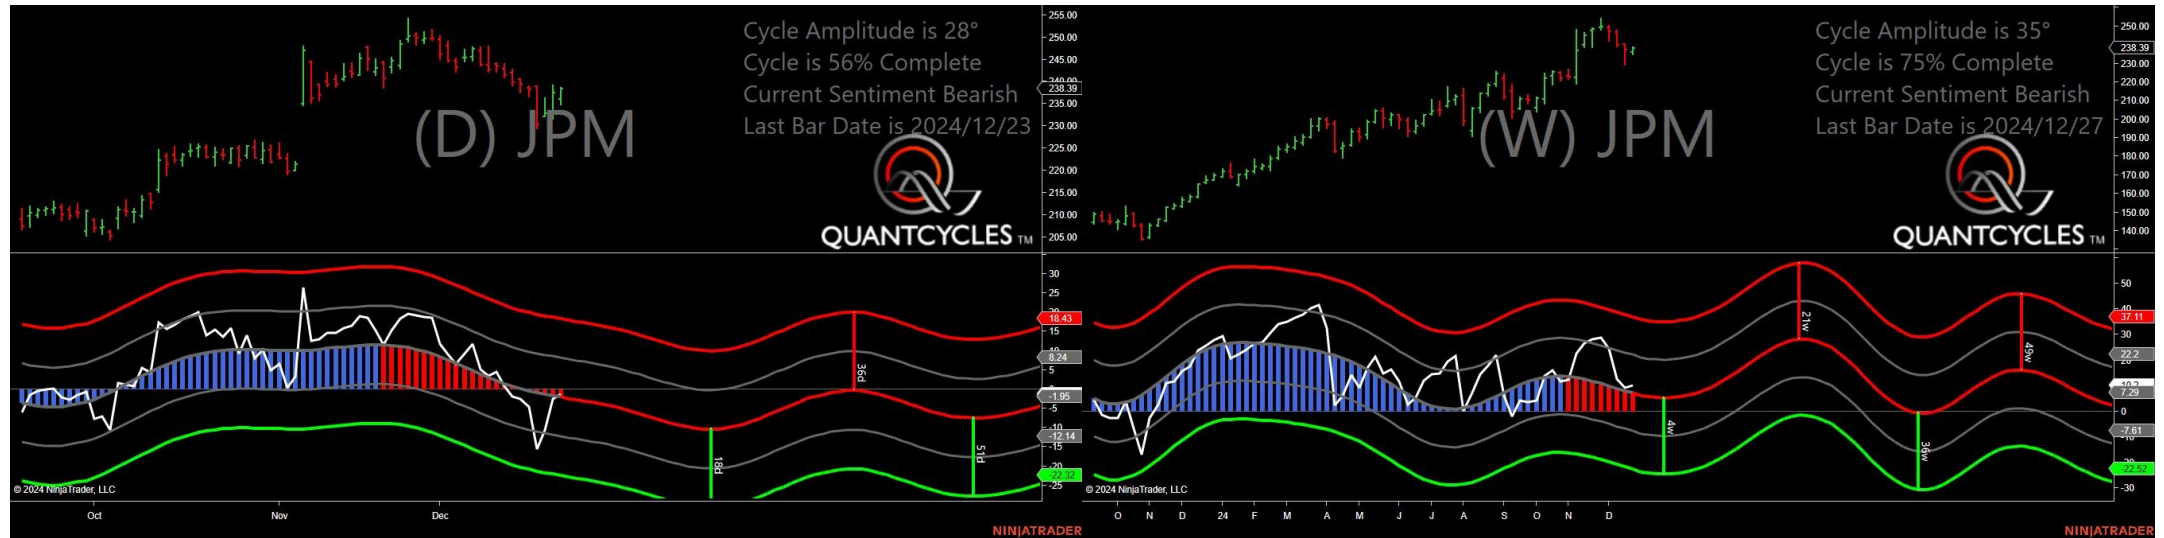 Cycle Amplitude is 28°
Cycle is 56% Complete
Current Sentiment Bearish
Last Bar Date is 2024/12/23
(D) JPM
QUANTCYCLES TM
255.00
250.00
245.00
240.00
238.39
235.00
230.00
225.00
220.00
215.00
210.00
205.00
30
25
18.43
15
8.24
5
-1.95
-5
-10
-12.14
-15
-20
-22.32
-25
18d
36d
51d
© 2024 NinjaTrader, LLC
Oct Nov Dec
NINJATRADER
Cycle Amplitude is 35°
Cycle is 75% Complete
Current Sentiment Bearish
Last Bar Date is 2024/12/27
(W) JPM
QUANTCYCLES TM
250.00
238.39
230.00
220.00
210.00
200.00
190.00
180.00
170.00
160.00
150.00
140.00
50
40
37.11
30
22.2
10.2
7.29
0
-7.61
-22.52
-30
4w
21w
36w
49w
© 2024 NinjaTrader, LLC
O N D 24 F M A M J J A S O N D
NINJATRADER